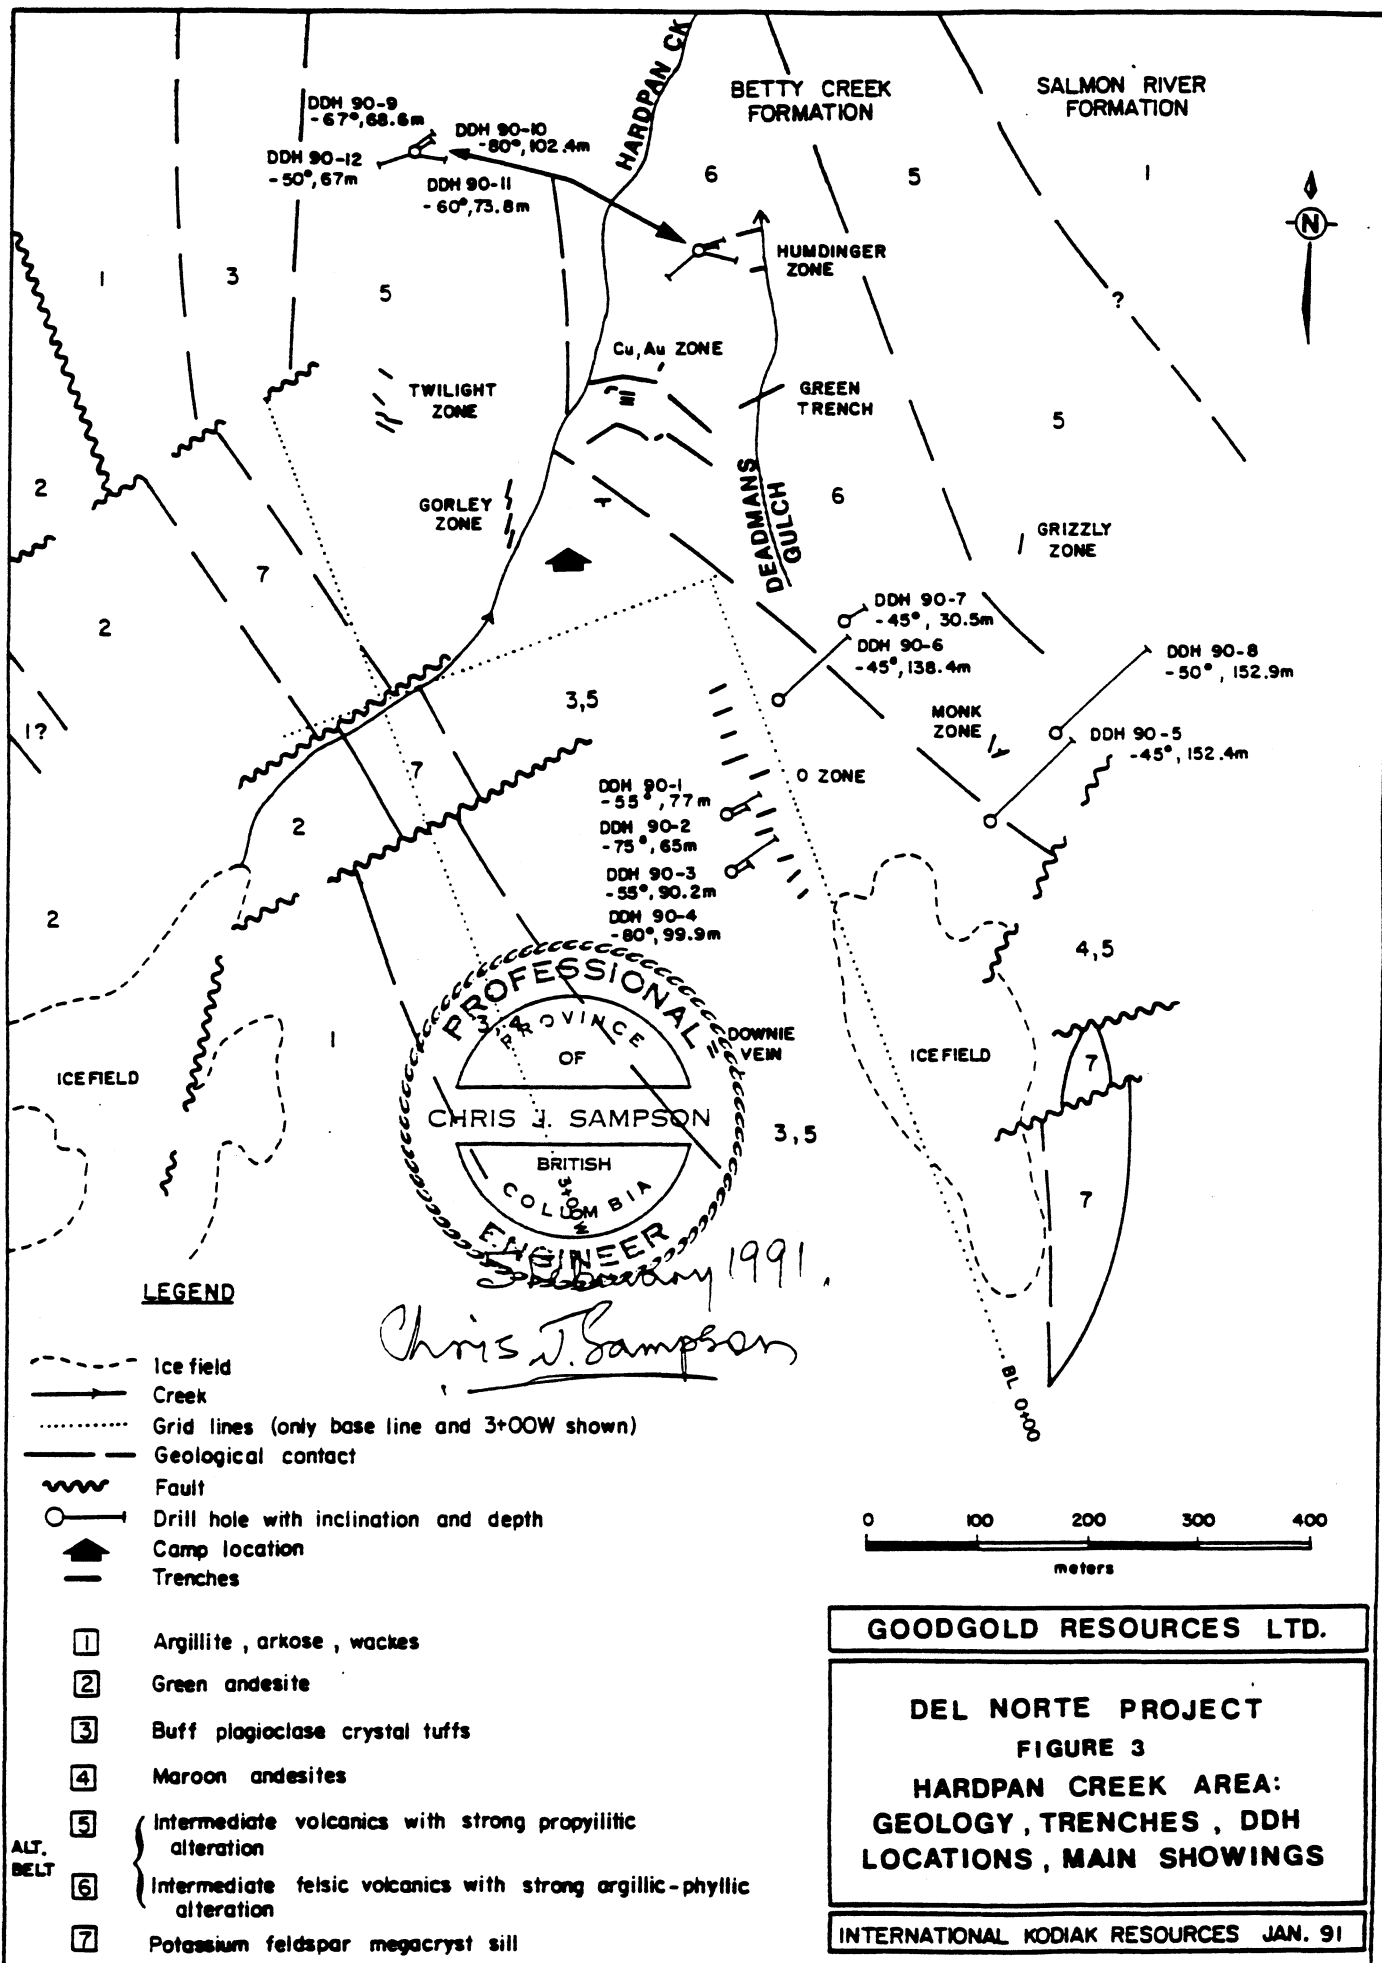 HARDPAN CK
BETTY CREEK
FORMATION
SALMON RIVER
FORMATION
DDH 90-9
-67°,68.6m
DDH 90-10
-80°,102.4m
DDH 90-12
-50°,67m
DDH 90-11
-60°,73.8m
6
5
1
N
HUMDINGER
ZONE
1
3
5
?
Cu,Au ZONE
TWILIGHT
ZONE
GREEN
TRENCH
5
2
GORLEY
ZONE
DEADMANS
GULCH
6
GRIZZLY
ZONE
7
2
DDH 90-7
-45°, 30.5m
DDH 90-6
-45°,138.4m
DDH 90-8
-50°, 152.9m
3,5
MONK
ZONE
1?
DDH 90-5
-45°, 152.4m
7
O ZONE
DDH 90-1
-55°,77m
DDH 90-2
-75°,65m
DDH 90-3
-55°,90.2m
DDH 90-4
-80°,99.9m
2
2
4,5
PROFESSIONAL
3,4
PROVINCE
OF
CHRIS J. SAMPSON
BRITISH
COLUMBIA
ENGINEER
3+00W
1
DOWNIE
VEIN
ICEFIELD
7
ICEFIELD
3,5
7
5 February 1991.
Chris J. Sampson
BL 0+00
LEGEND
Ice field
Creek
Grid lines (only base line and 3+00W shown)
Geological contact
Fault
Drill hole with inclination and depth
Camp location
Trenches
0 100 200 300 400
meters
1 Argillite , arkose , wackes
2 Green andesite
3 Buff plagioclase crystal tuffs
4 Maroon andesites
5 Intermediate volcanics with strong propyilitic
alteration
ALT.
BELT
6 Intermediate felsic volcanics with strong argillic-phyllic
alteration
7 Potassium feldspar megacryst sill
GOODGOLD RESOURCES LTD.
DEL NORTE PROJECT
FIGURE 3
HARDPAN CREEK AREA:
GEOLOGY , TRENCHES , DDH
LOCATIONS , MAIN SHOWINGS
INTERNATIONAL KODIAK RESOURCES JAN. 91